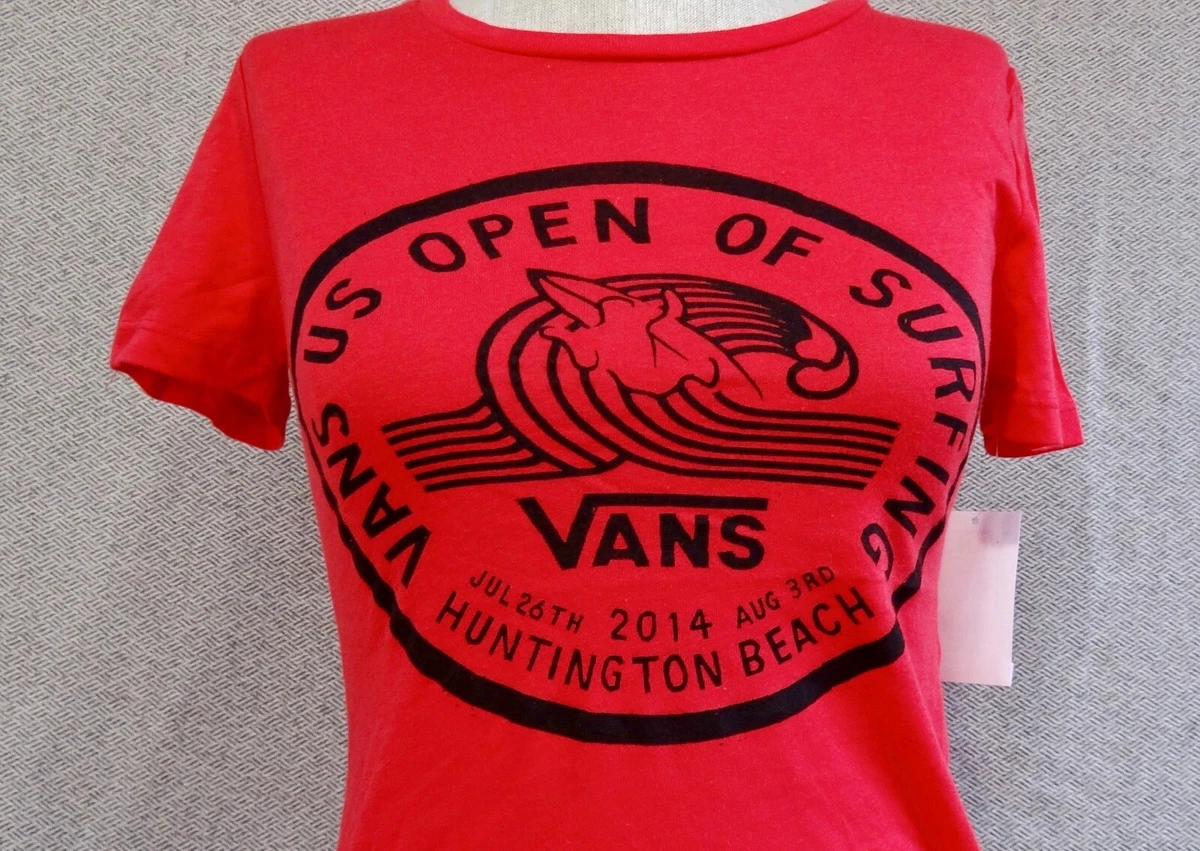 VANS US OPEN OF SURFING
VANS
JUL 26TH 2014 AUG 3RD
HUNTINGTON BEACH